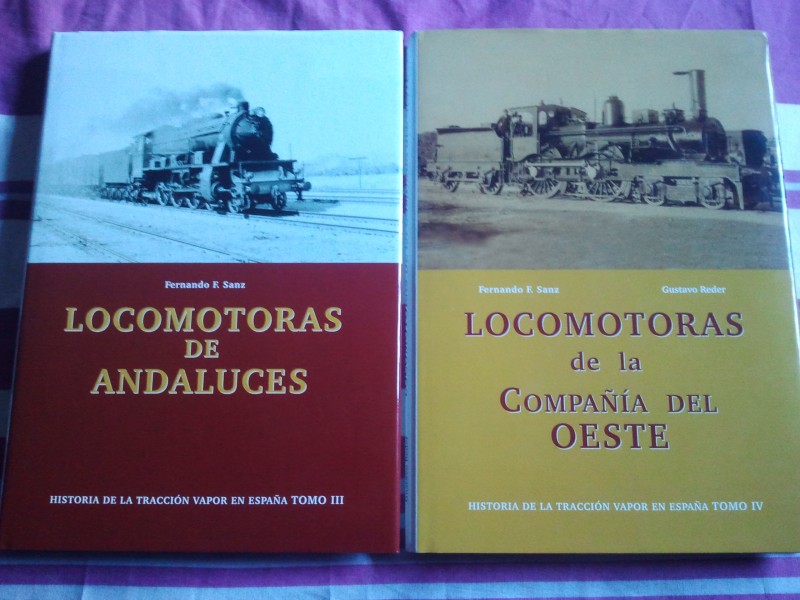 Fernando F. Sanz
LOCOMOTORAS
DE
ANDALUCES
HISTORIA DE LA TRACCIÓN VAPOR EN ESPAÑA TOMO III
Fernando F. Sanz Gustavo Reder
LOCOMOTORAS
de la
COMPAÑÍA DEL
OESTE
HISTORIA DE LA TRACCIÓN VAPOR EN ESPAÑA TOMO IV